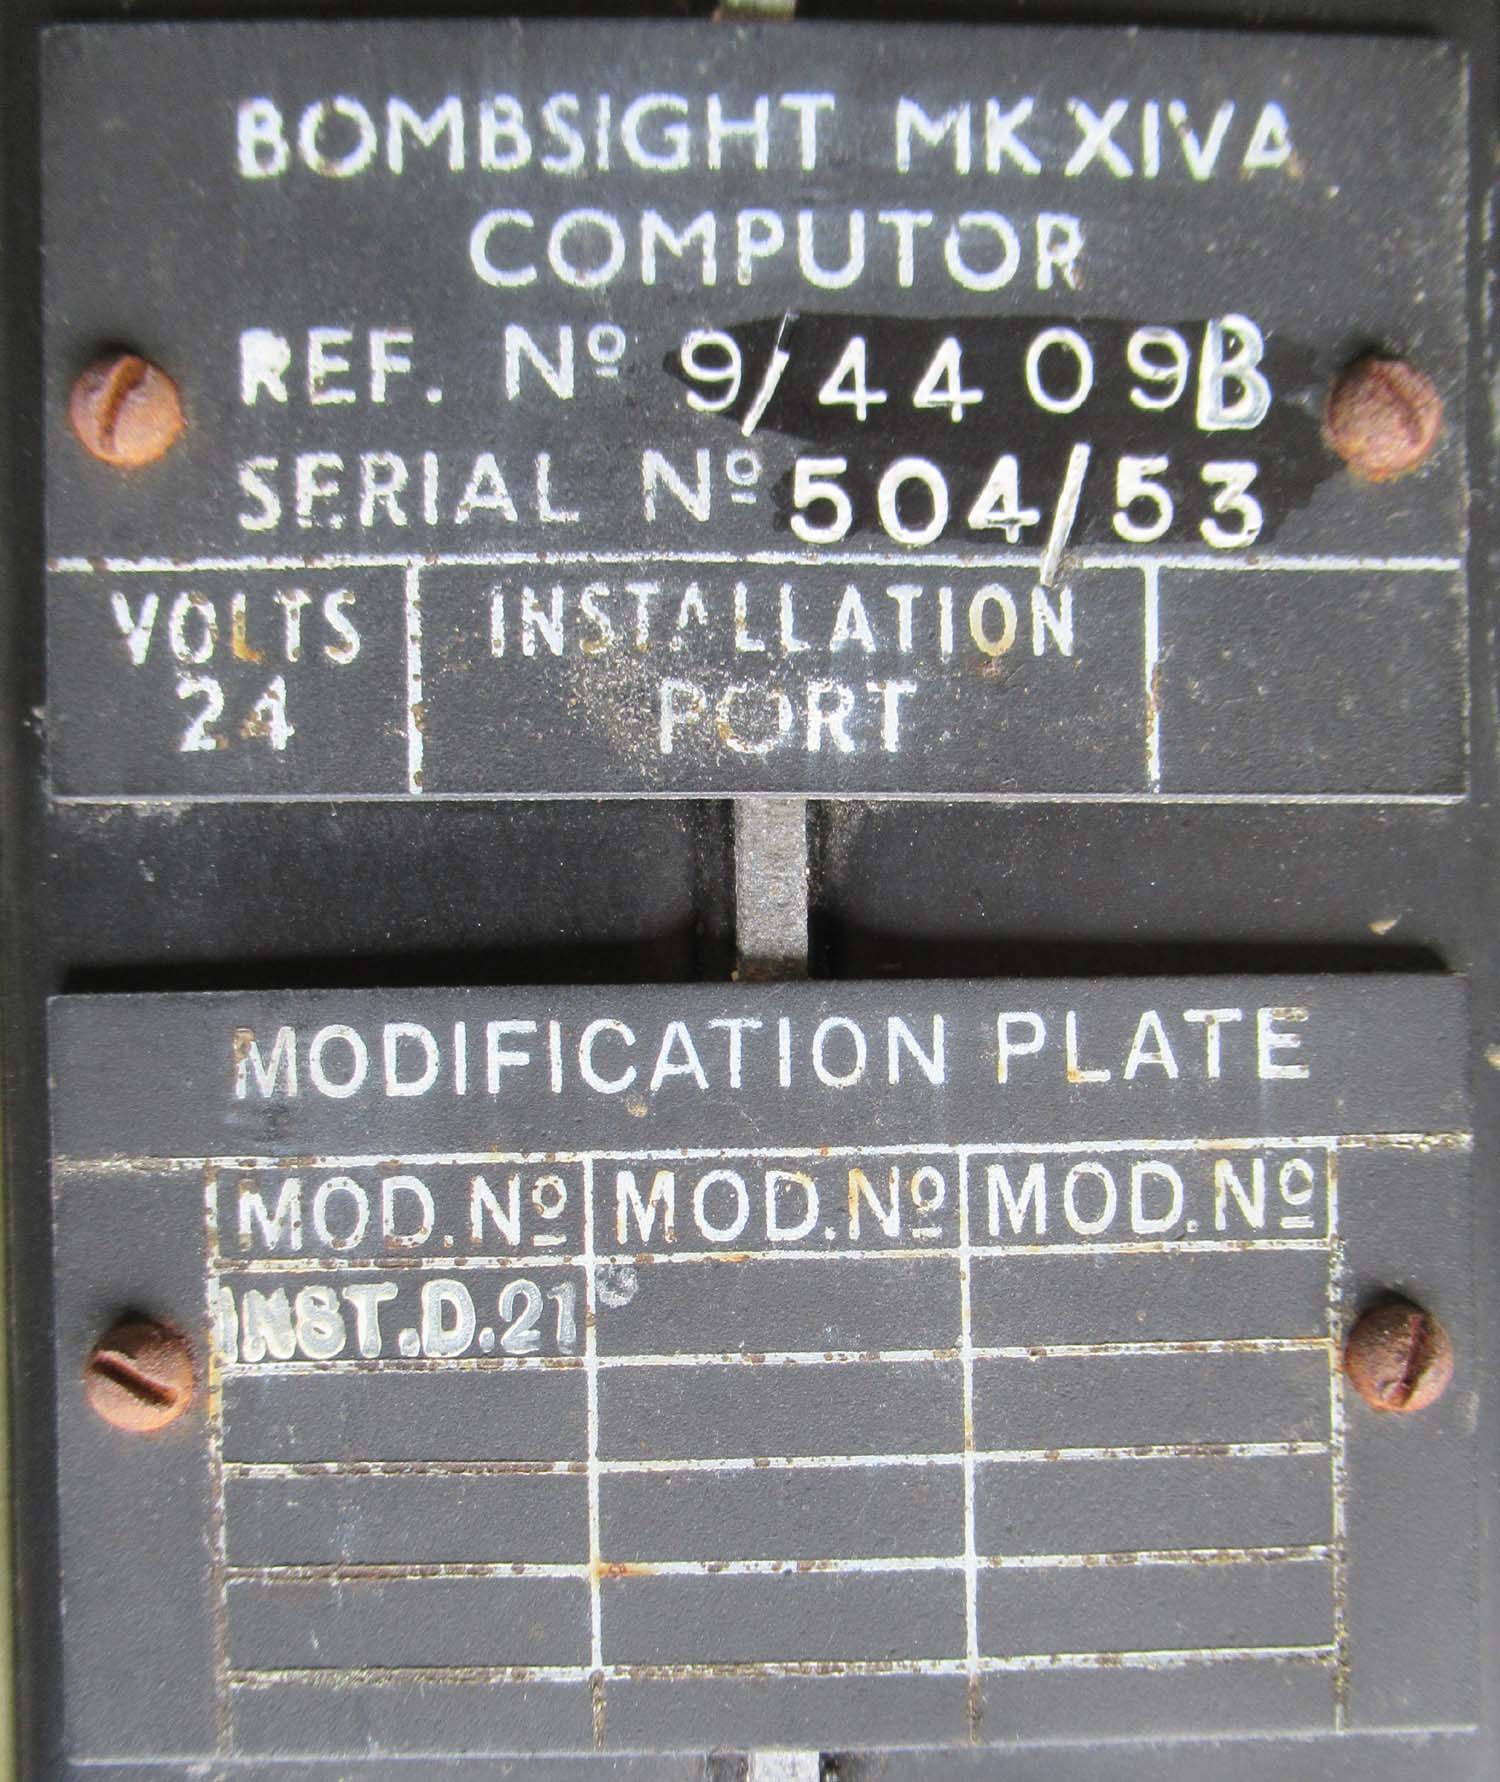 BOMBSIGHT MK XIVA
COMPUTOR
REF. Nº 9/4409B
SERIAL Nº 504/53
VOLTS
24
INSTALLATION
PORT
MODIFICATION PLATE
MOD. Nº MOD. Nº MOD. Nº
INST.D.21